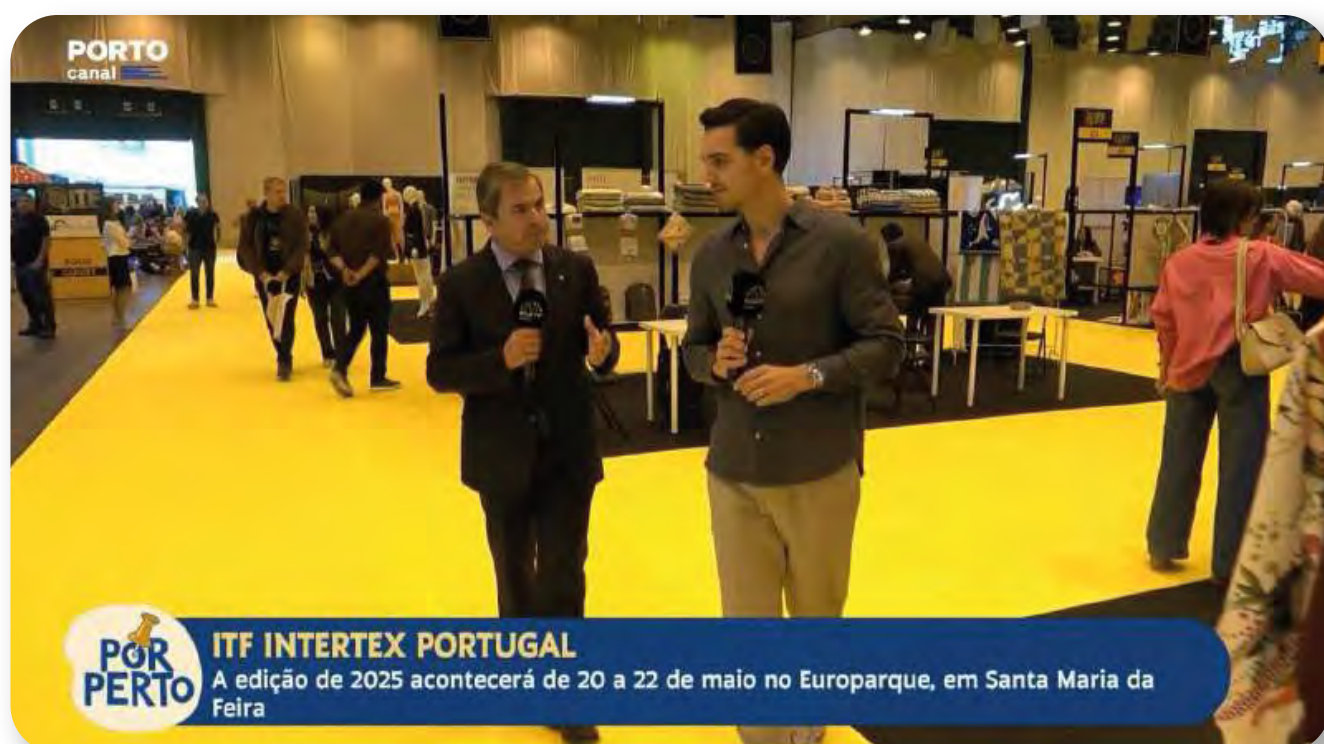 PORTO
canal
ITF INTERTEX PORTUGAL
POR
PERTO
A edição de 2025 acontecerá de 20 a 22 de maio no Europarque, em Santa Maria da
Feira